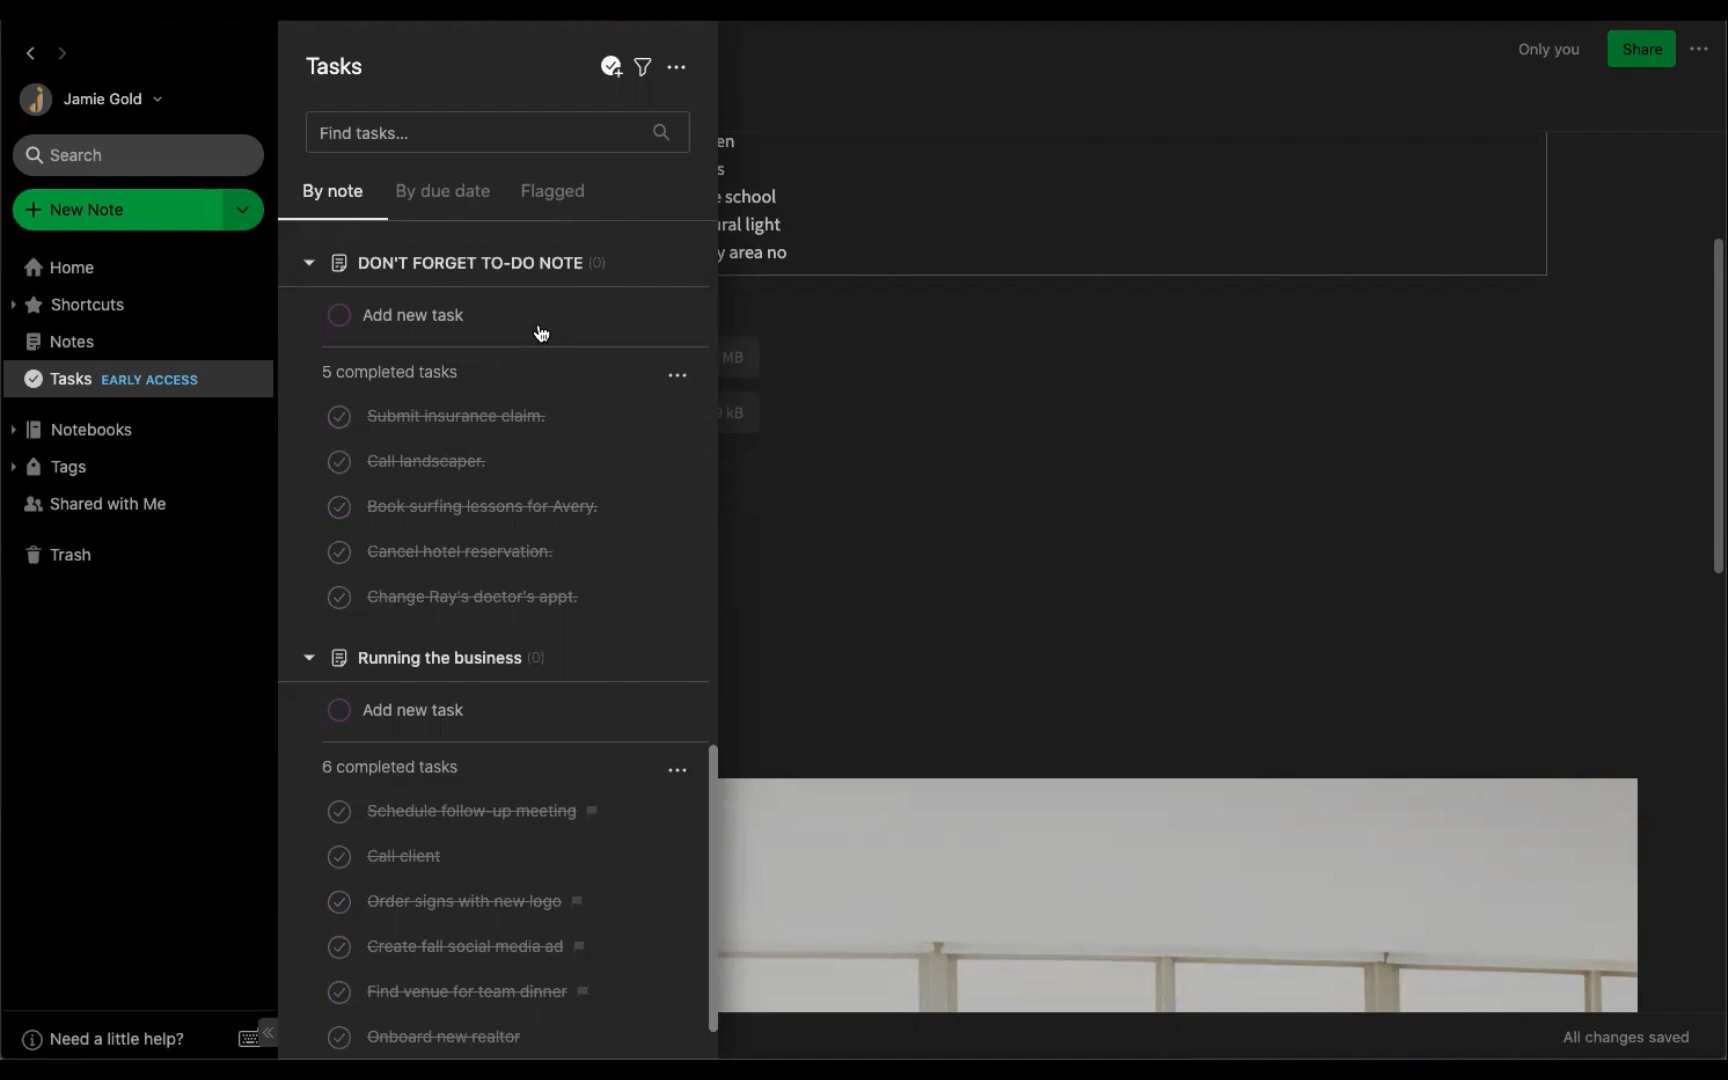 Jamie Gold
Search
New Note
Home
Shortcuts
Notes
Tasks EARLY ACCESS
Notebooks
Tags
Shared with Me
Trash
Need a little help?
Tasks
Find tasks...
By note By due date Flagged
DON'T FORGET TO-DO NOTE (0)
Add new task
5 completed tasks
Submit insurance claim.
Call landscaper.
Book surfing lessons for Avery.
Cancel hotel reservation.
Change Ray's doctor's appt.
Running the business (0)
Add new task
6 completed tasks
Schedule follow-up meeting
Call client
Order signs with new logo
Create fall social media ad
Find venue for team dinner
Onboard new realtor
Only you Share
en
s
school
ural light
y area no
MB
kB
All changes saved